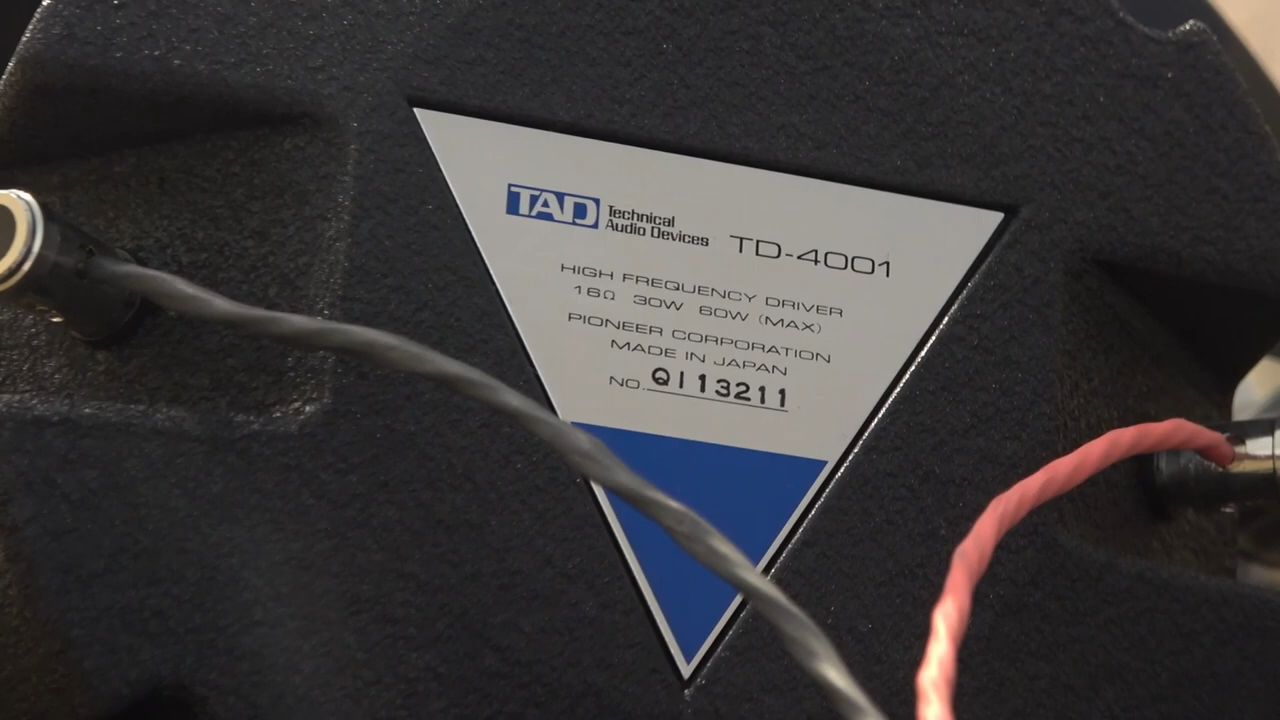 TAD Technical Audio Devices TD-4001
HIGH FREQUENCY DRIVER
16Ω 30W 60W (MAX)
PIONEER CORPORATION
MADE IN JAPAN
NO. QI13211